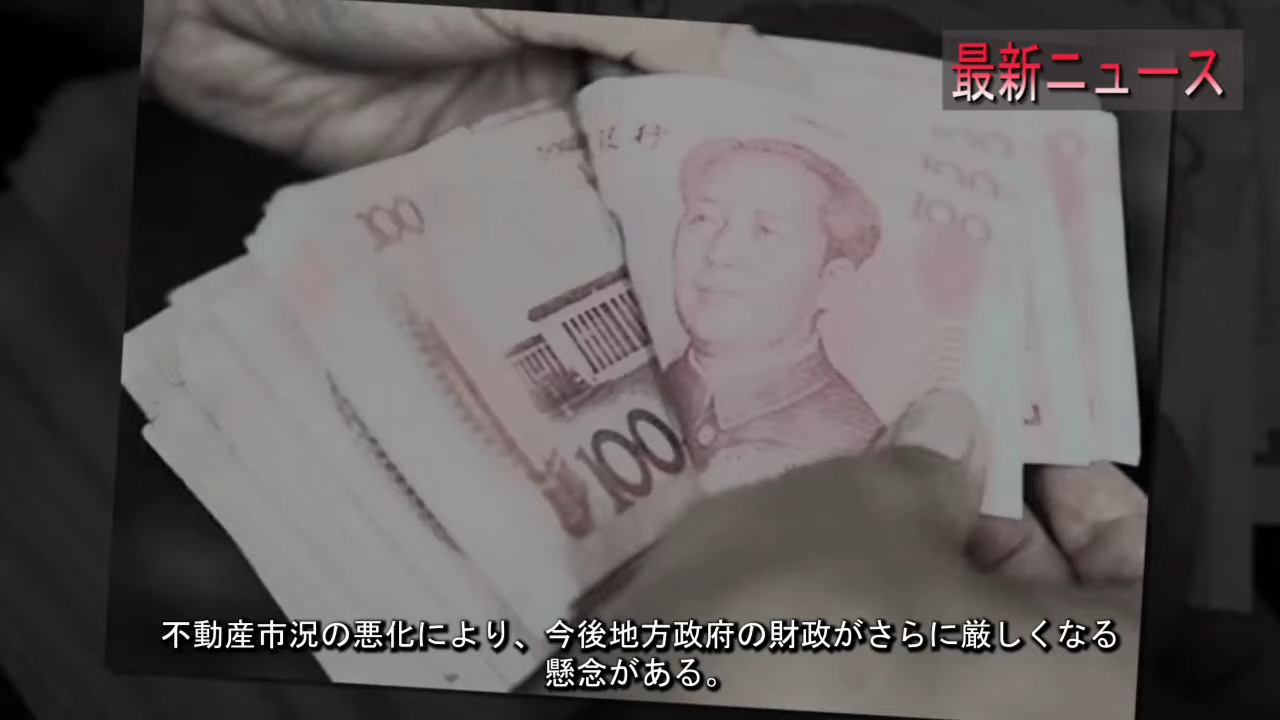 最新ニュース
100
100
不動産市況の悪化により、今後地方政府の財政がさらに厳しくなる
懸念がある。